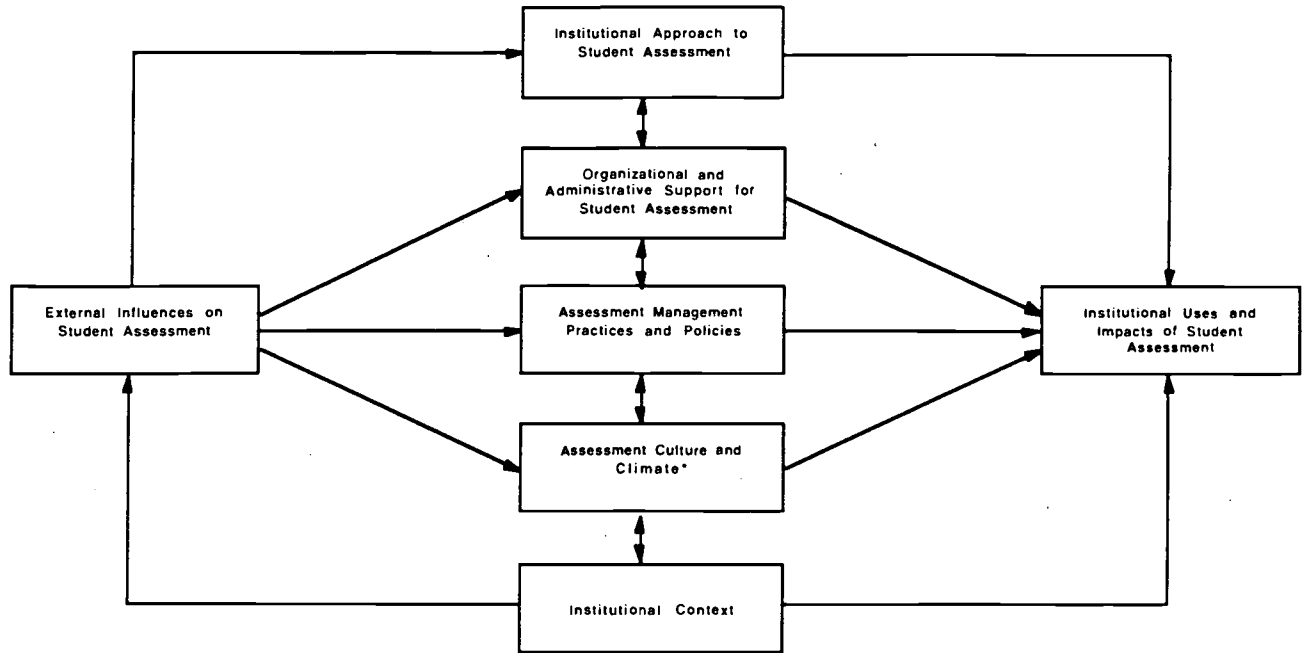 Institutional Approach to
Student Assessment
Organizational and
Administrative Support for
Student Assessment
External Influences on
Student Assessment
Assessment Management
Practices and Policies
Institutional Uses and
Impacts of Student
Assessment
Assessment Culture and
Climate*
Institutional Context